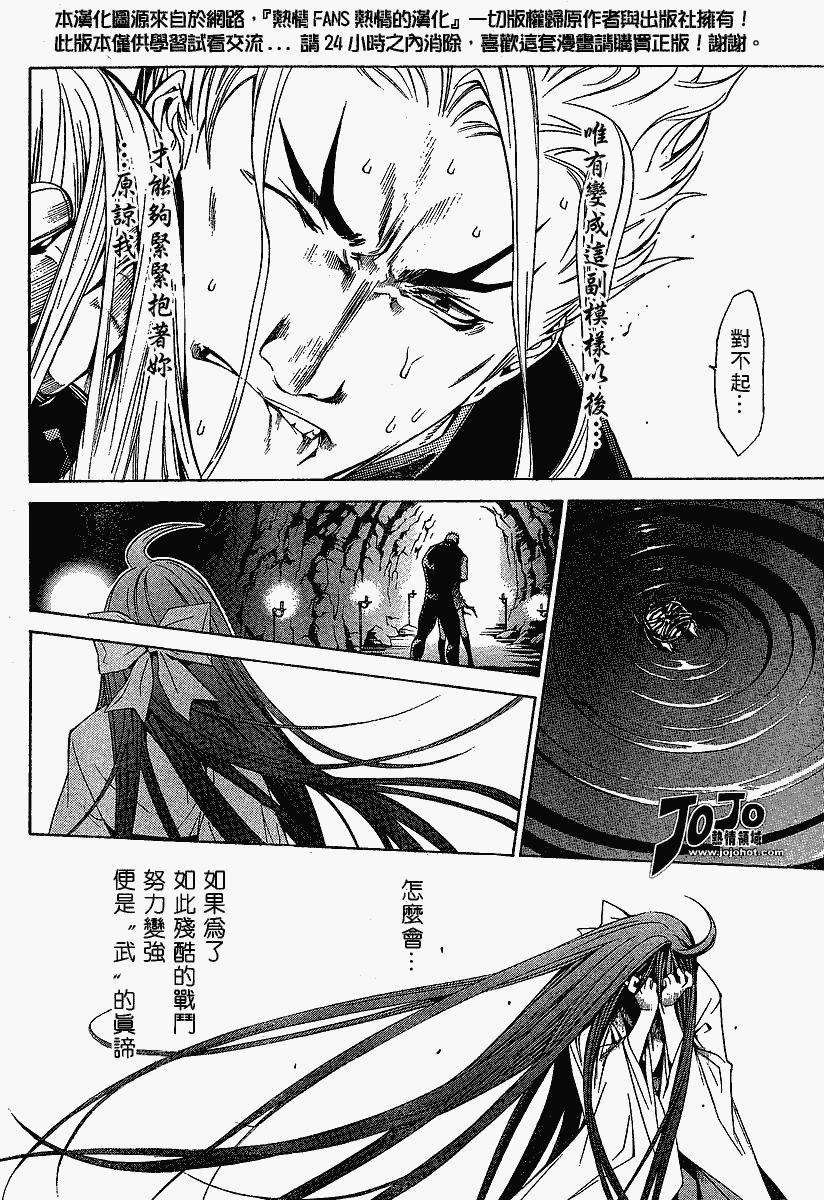 本漢化圖源來自於網路，『熱情FANS熱情的漢化』一切版權歸原作者與出版社擁有！
此版本僅供學習試看交流...請24小時之內消除，喜歡這套漫畫請購買正版！謝謝。
對不起…
唯有變成這副模樣以後…
才能夠緊緊抱著妳
…原諒我
JOJO
熱情領域
www.jojohot.com
怎麼會…
如果為了
如此殘酷的戰鬥
努力變強
便是〝武〞的真諦